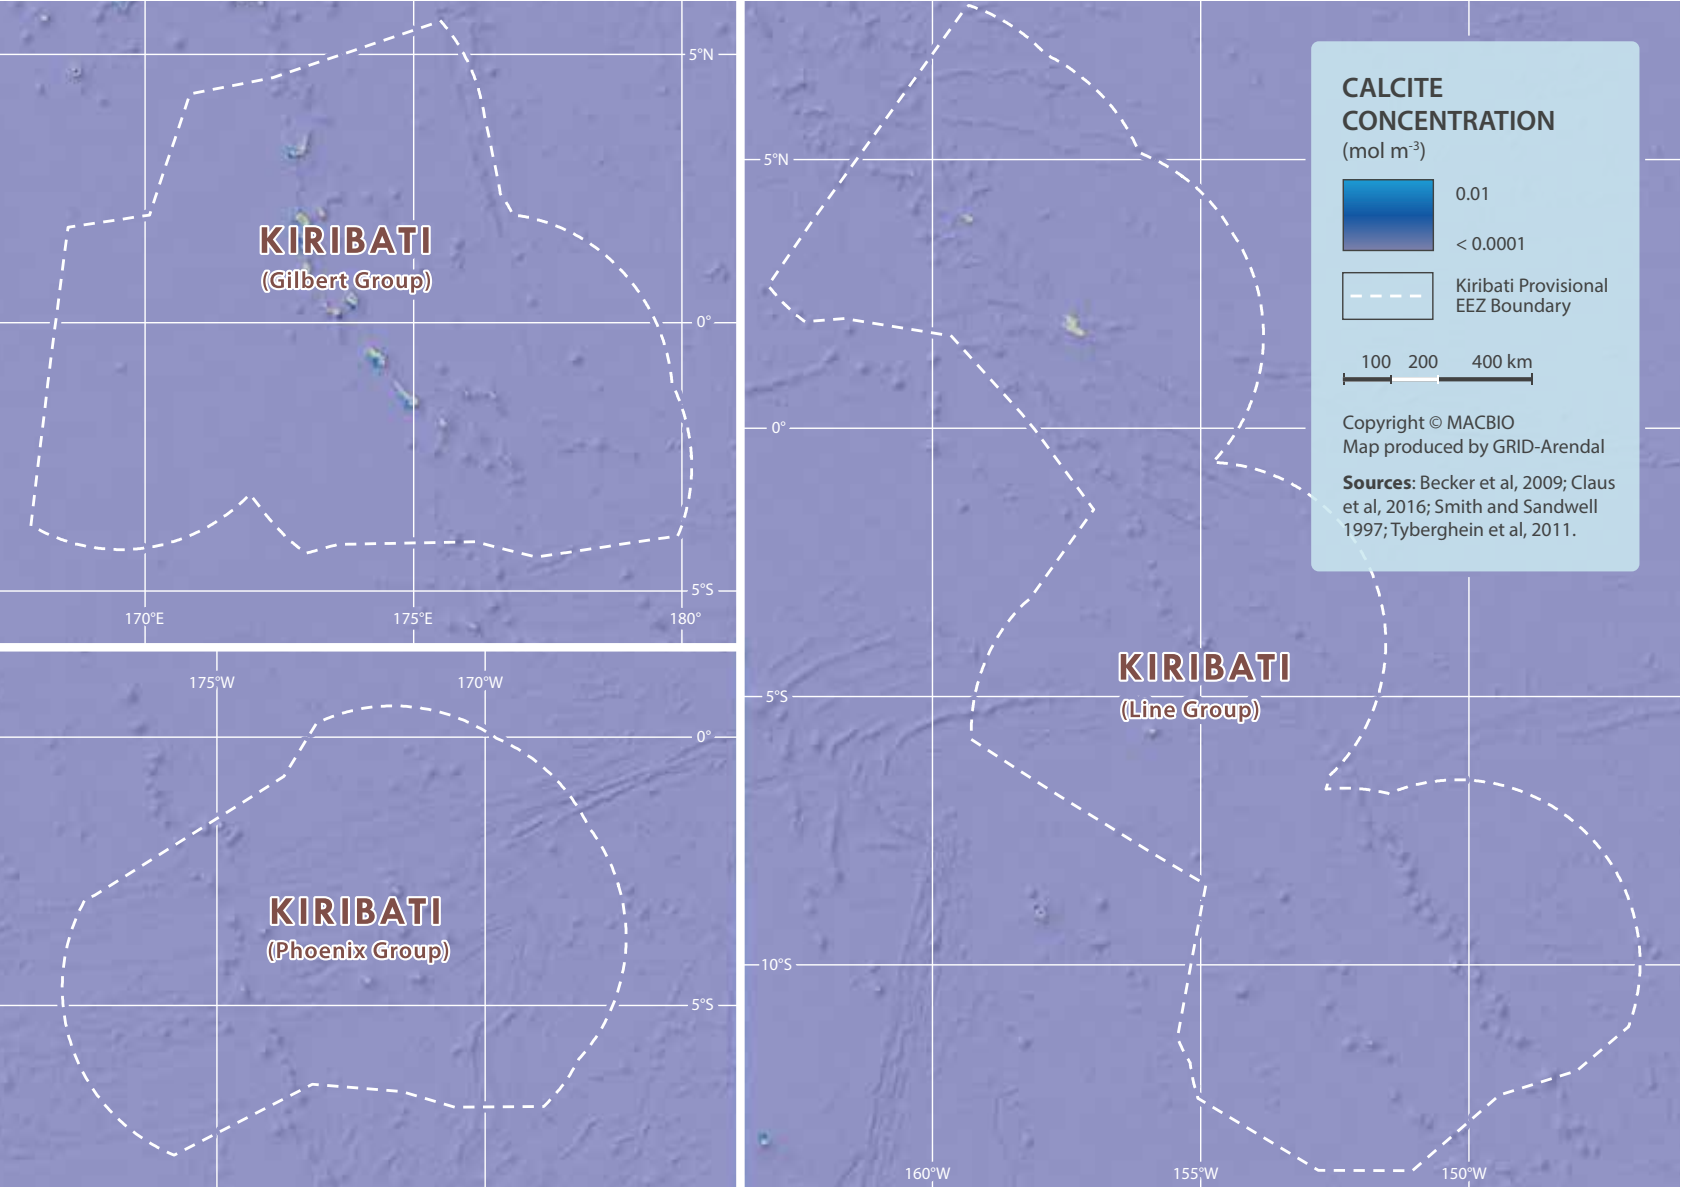 5°N
KIRIBATI
(Gilbert Group)
0°
5°S
170°E
175°E
180°
175°W
170°W
0°
KIRIBATI
(Phoenix Group)
5°S
5°N
0°
KIRIBATI
(Line Group)
5°S
10°S
160°W
155°W
150°W
CALCITE
CONCENTRATION
(mol m⁻³)
0.01
< 0.0001
Kiribati Provisional
EEZ Boundary
100 200 400 km
Copyright © MACBIO
Map produced by GRID-Arendal
Sources: Becker et al, 2009; Claus
et al, 2016; Smith and Sandwell
1997; Tyberghein et al, 2011.